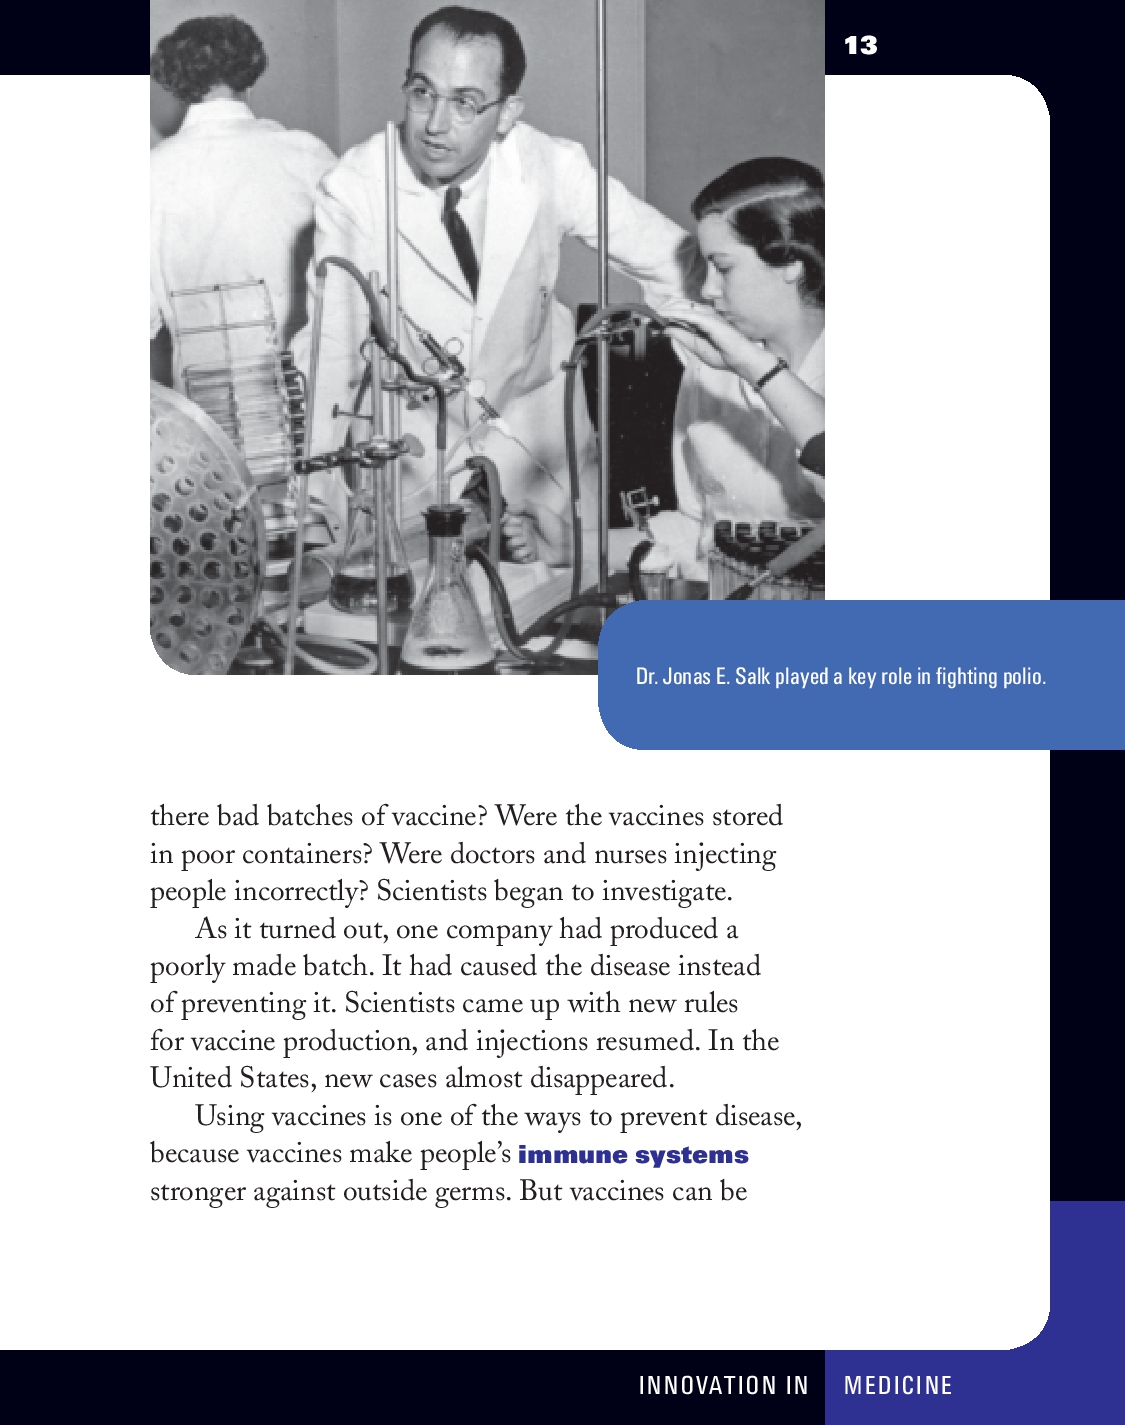 13
Dr. Jonas E. Salk played a key role in fighting polio.
there bad batches of vaccine? Were the vaccines stored
in poor containers? Were doctors and nurses injecting
people incorrectly? Scientists began to investigate.
As it turned out, one company had produced a
poorly made batch. It had caused the disease instead
of preventing it. Scientists came up with new rules
for vaccine production, and injections resumed. In the
United States, new cases almost disappeared.
Using vaccines is one of the ways to prevent disease,
because vaccines make people’s immune systems
stronger against outside germs. But vaccines can be
INNOVATION IN MEDICINE